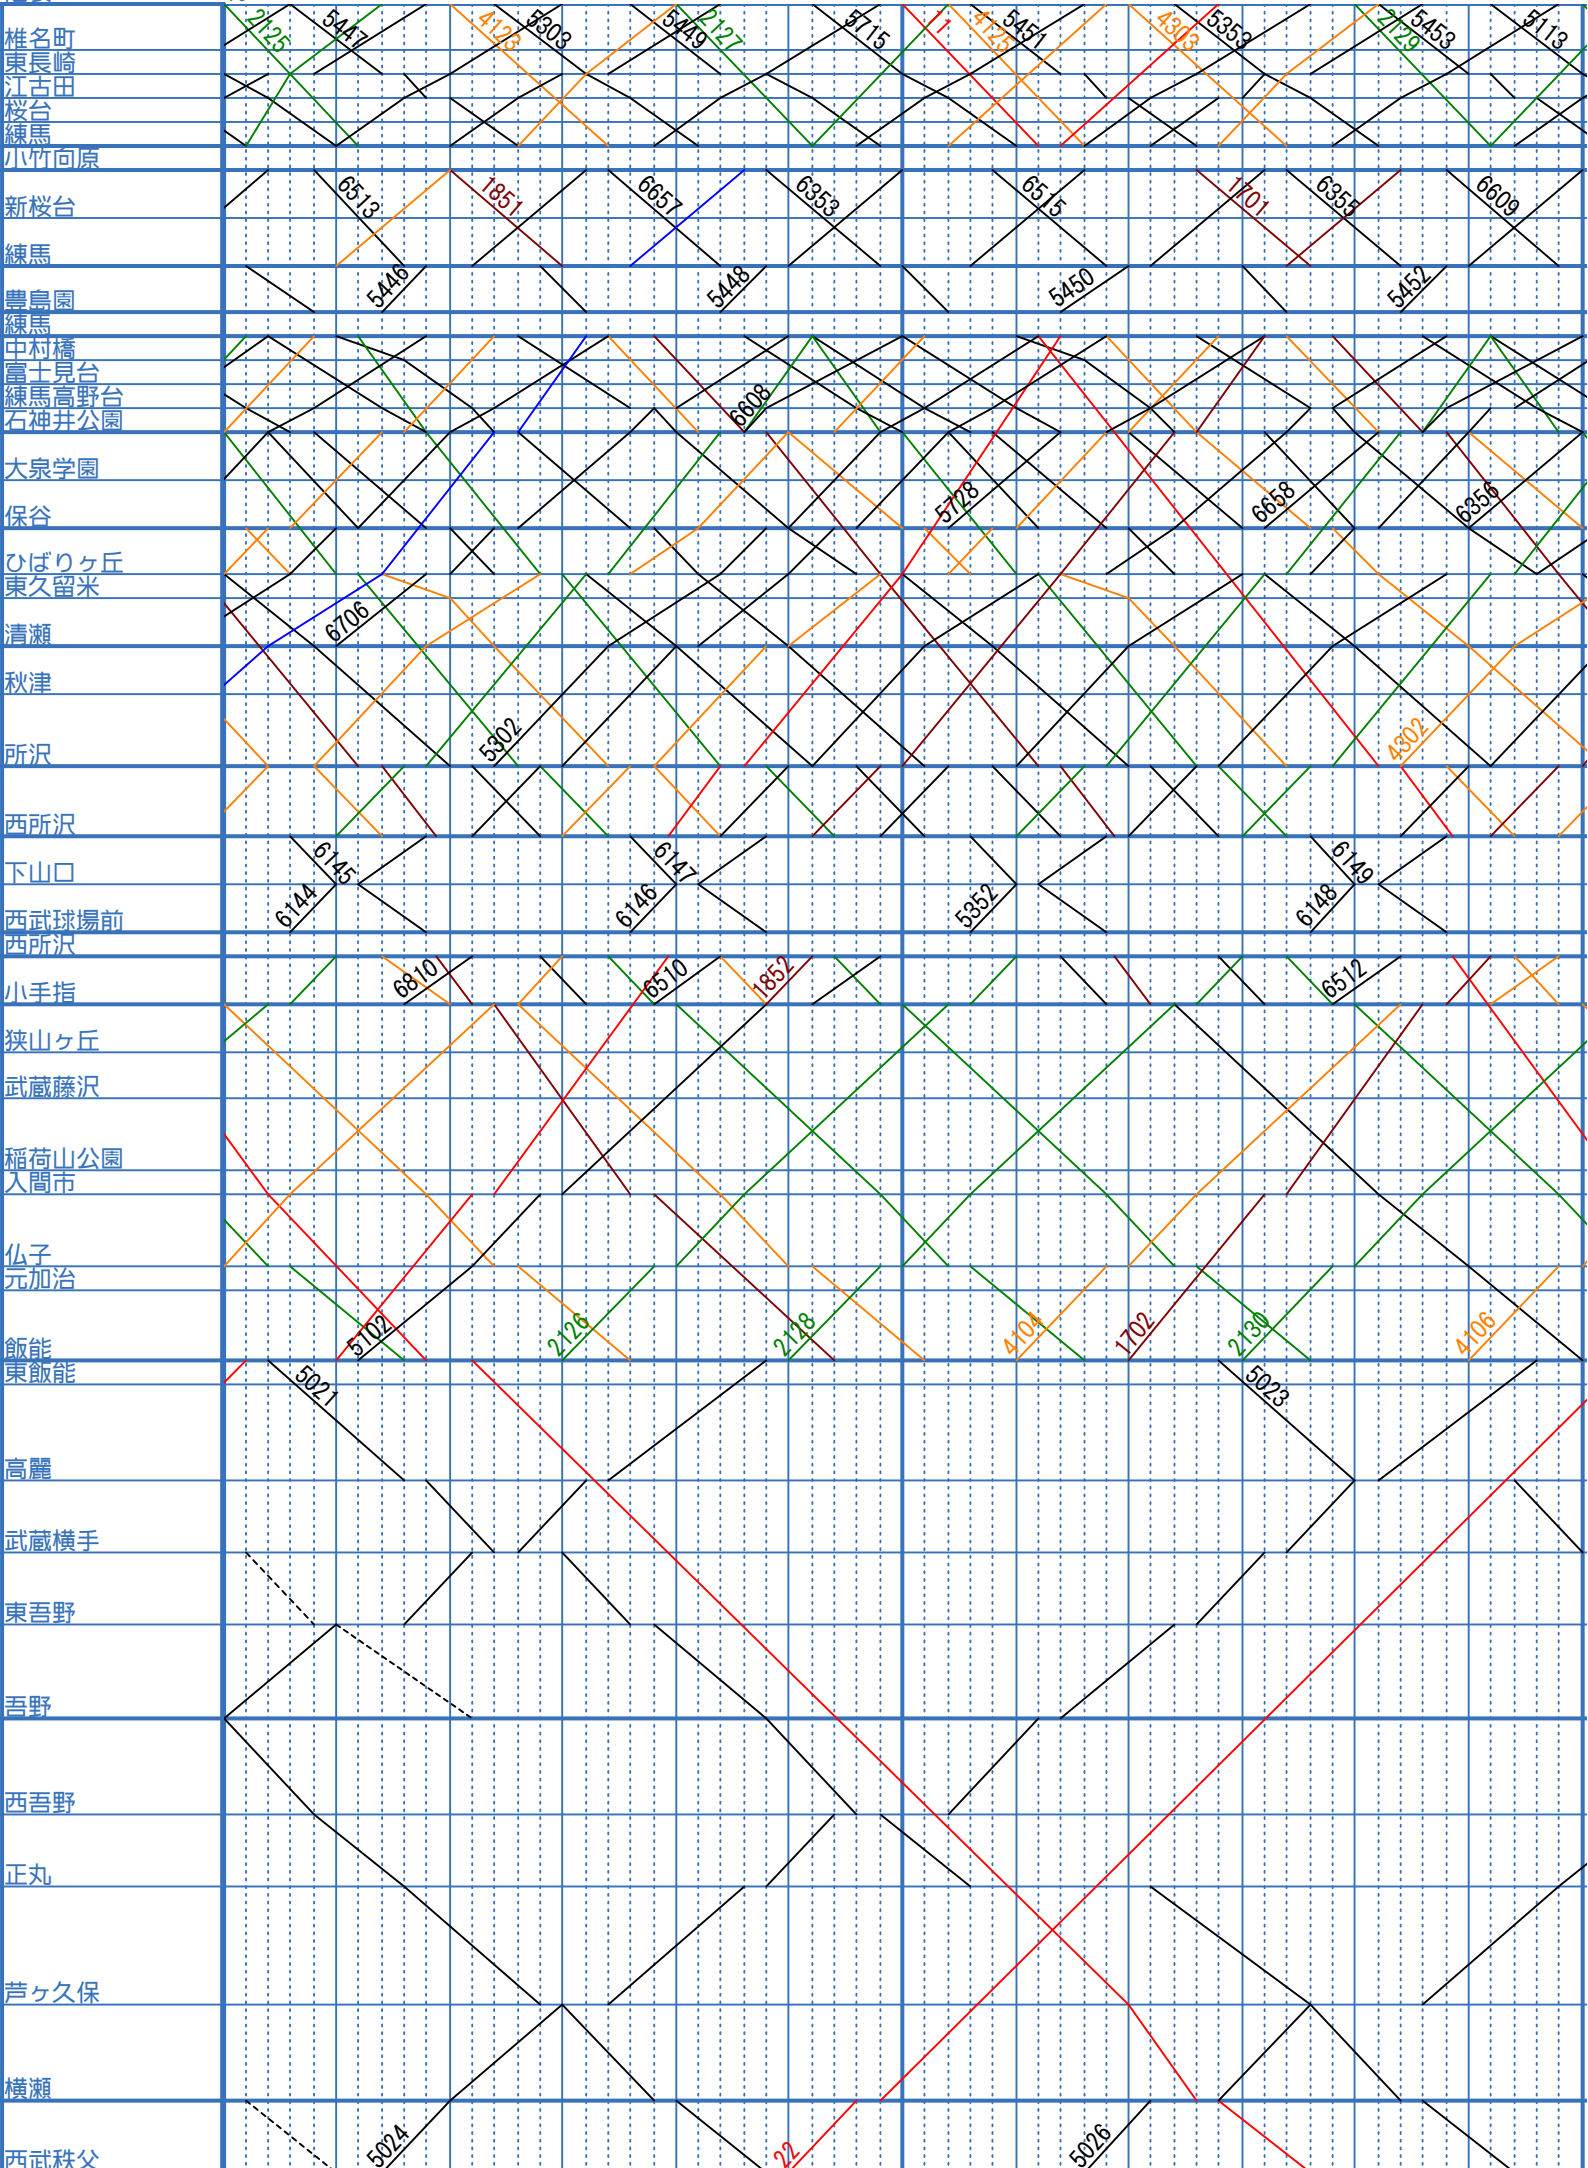 2125 5447 4123 5303 5449 2127 5715 11 4125 5451 4303 5353 2129 5453 5113
椎名町
東長崎
江古田
桜台
練馬
小竹向原
6513 1851 6657 6353 6515 1701 6355 6609
新桜台
練馬
5446 5448 5450 5452
豊島園
練馬
中村橋
富士見台
練馬高野台
6608
石神井公園
大泉学園
5728 6658 6356
保谷
ひばりヶ丘
東久留米
6706
清瀬
秋津
5302 4302
所沢
西所沢
6145 6147 6149
下山口
6144 6146 5352 6148
西武球場前
西所沢
6810 6510 1852 6512
小手指
狭山ヶ丘
武蔵藤沢
稲荷山公園
入間市
仏子
元加治
5102 2126 2128 4104 1702 2130 4106
飯能
東飯能
5021 5023
高麗
武蔵横手
東吾野
吾野
西吾野
正丸
芦ヶ久保
横瀬
5024 22 5026
西武秩父